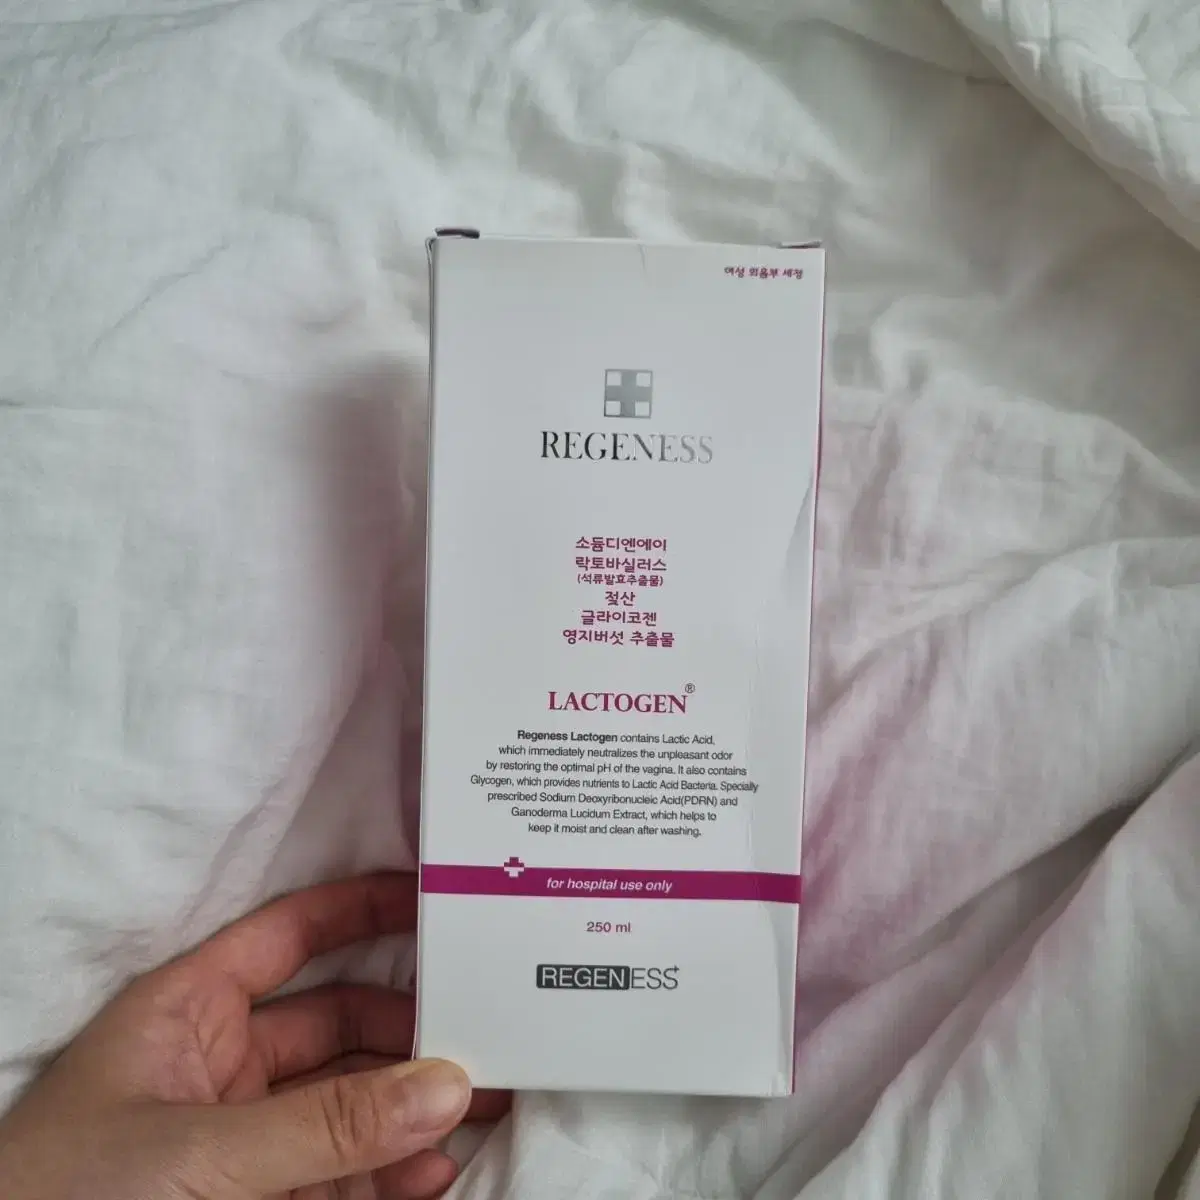 여성 외음부 세정
REGENESS
소듐디엔에이
락토바실러스
(석류발효추출물)
젖산
글라이코젠
영지버섯 추출물
LACTOGEN®
Regeness Lactogen contains Lactic Acid,
which immediately neutralizes the unpleasant odor
by restoring the optimal pH of the vagina. It also contains
Glycogen, which provides nutrients to Lactic Acid Bacteria. Specially
prescribed Sodium Deoxyribonucleic Acid(PDRN) and
Ganoderma Lucidum Extract, which helps to
keep it moist and clean after washing.
for hospital use only
250 ml
REGENESS+